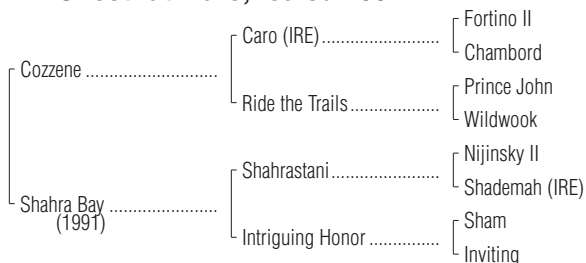 Cozzene ..............................
Shahra Bay ........................
(1991)
Caro (IRE)..........................
Ride the Trails....................
Shahrastani........................
Intriguing Honor ................
Fortino II
Chambord
Prince John
Wildwook
Nijinsky II
Shademah (IRE)
Sham
Inviting